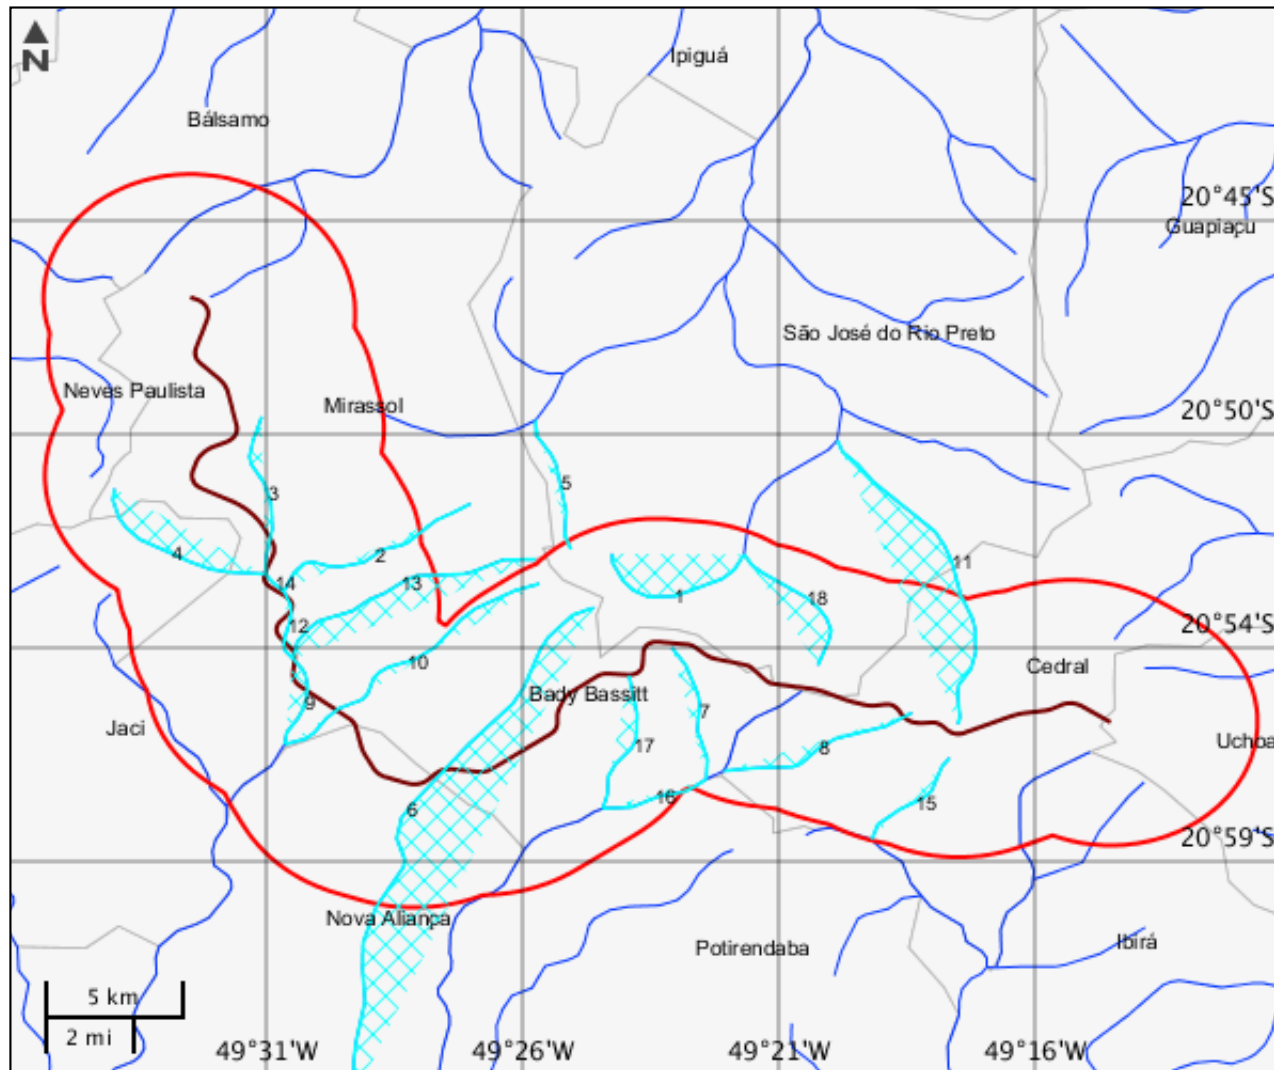 N
Ipiguá
Bálsamo
20°45'S
Guapiaçu
São José do Rio Preto
Neves Paulista
Mirassol
20°50'S
5
3
4
2
11
14
13
1
18
12
20°54'S
10
Cedral
Bady Bassitt
9
7
Jaci
17
8
Uchoa
6
16
15
20°59'S
Nova Aliança
Potirendaba
Ibirá
5 km
2 mi
49°31'W
49°26'W
49°21'W
49°16'W